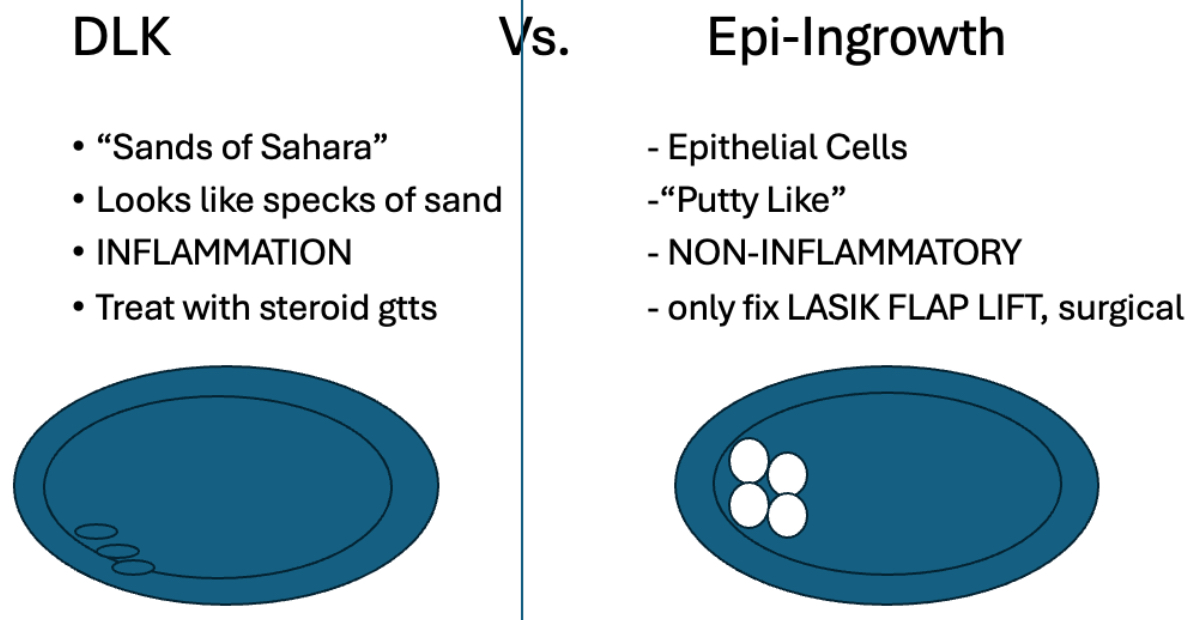 DLK Vs. Epi-Ingrowth
• “Sands of Sahara”
• Looks like specks of sand
• INFLAMMATION
• Treat with steroid gtts
- Epithelial Cells
-“Putty Like”
- NON-INFLAMMATORY
- only fix LASIK FLAP LIFT, surgical